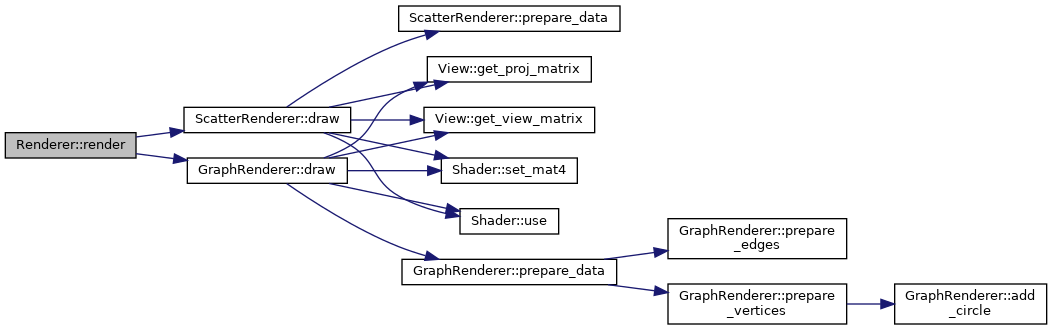 ScatterRenderer::prepare_data
View::get_proj_matrix
ScatterRenderer::draw
View::get_view_matrix
Renderer::render
GraphRenderer::draw
Shader::set_mat4
Shader::use
GraphRenderer::prepare
_edges
GraphRenderer::prepare_data
GraphRenderer::prepare
_vertices
GraphRenderer::add
_circle